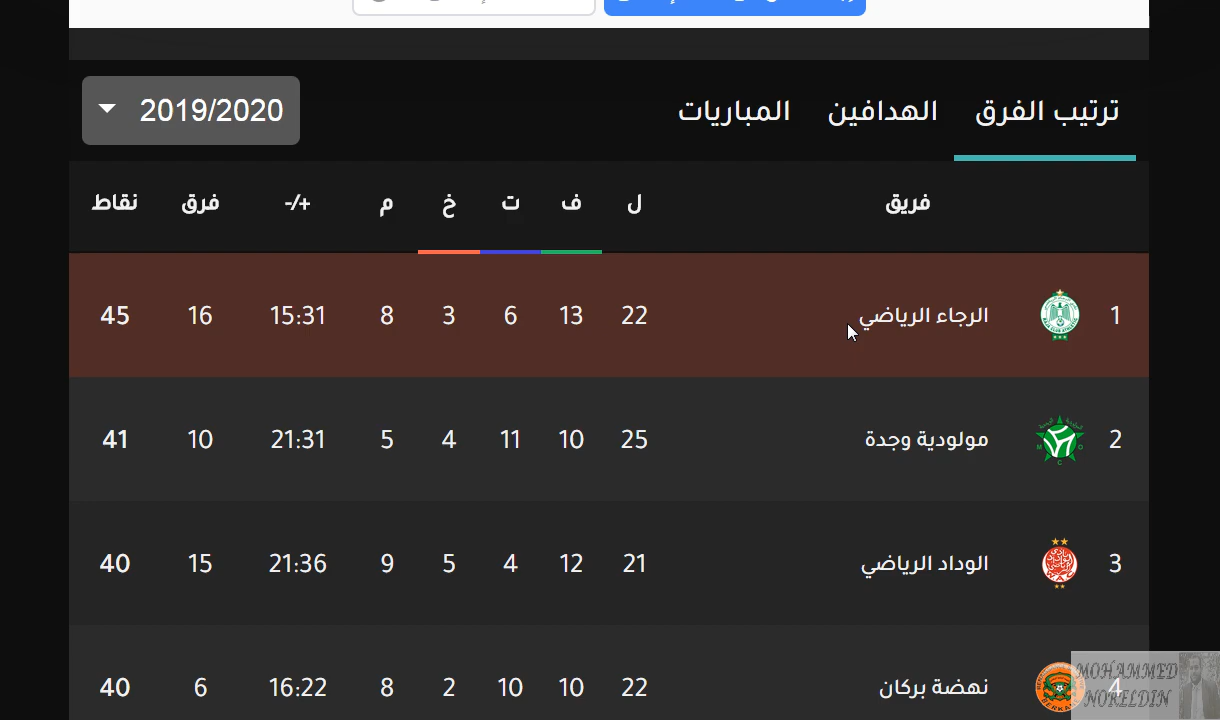 ترتيب الفرق الهدافين المباريات 2019/2020
فريق ل ف ت خ م +/- فرق نقاط
1 الرجاء الرياضي 22 13 6 3 8 15:31 16 45
2 مولودية وجدة 25 10 11 4 5 21:31 10 41
3 الوداد الرياضي 21 12 4 5 9 21:36 15 40
4 نهضة بركان 22 10 10 2 8 16:22 6 40
MOHAMMED
NORELDIN